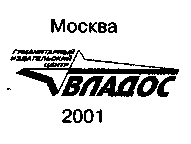 Москва
ГУМАНИТАРНЫЙ
ИЗДАТЕЛЬСКИЙ
ЦЕНТР
ВЛАДОС
2001